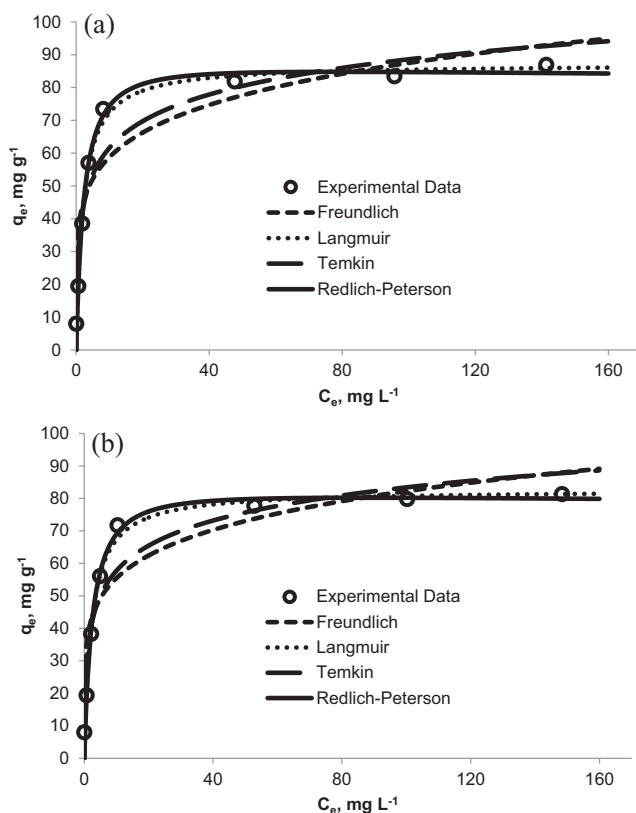 (a)
100
90
80
70
60
50
40
30
20
10
0
qe, mg g-1
Experimental Data
Freundlich
Langmuir
Temkin
Redlich-Peterson
0 40 80 120 160
Ce, mg L-1
(b)
100
90
80
70
60
50
40
30
20
10
0
qe, mg g-1
Experimental Data
Freundlich
Langmuir
Temkin
Redlich-Peterson
0 40 80 120 160
Ce, mg L-1